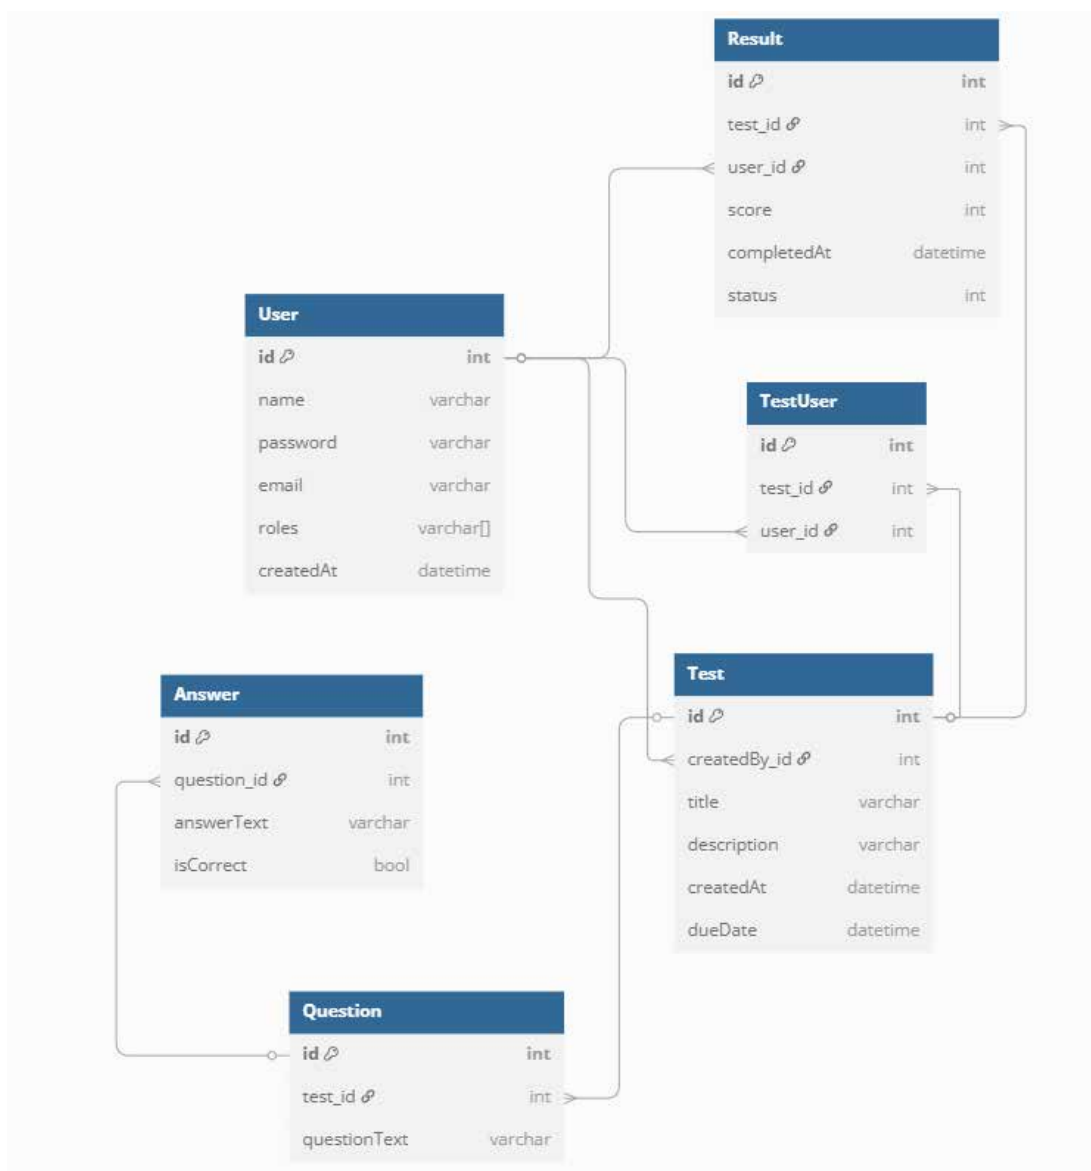 Result
id int
test_id int
user_id int
score int
completedAt datetime
status int
User
id int
name varchar
password varchar
email varchar
roles varchar[]
createdAt datetime
TestUser
id int
test_id int
user_id int
Test
id int
createdBy_id int
title varchar
description varchar
createdAt datetime
dueDate datetime
Answer
id int
question_id int
answerText varchar
isCorrect bool
Question
id int
test_id int
questionText varchar